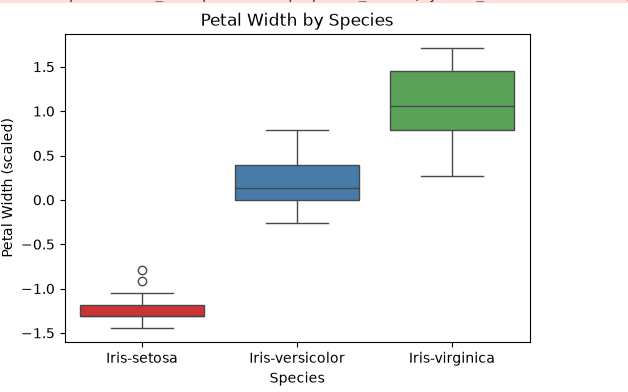 Petal Width by Species
Petal Width (scaled)
1.5
1.0
0.5
0.0
−0.5
−1.0
−1.5
Iris-setosa
Iris-versicolor
Iris-virginica
Species